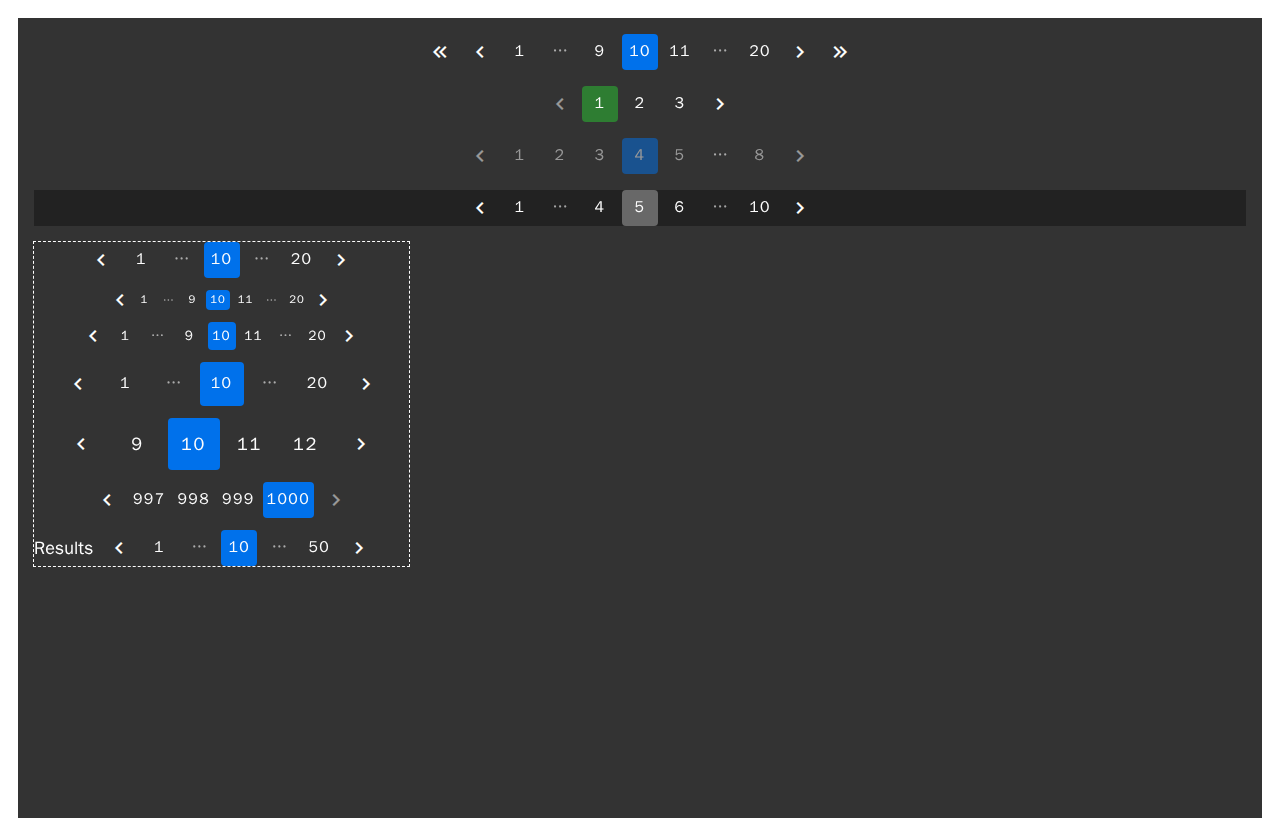 « ‹ 1 ··· 9 10 11 ··· 20 › »
‹ 1 2 3 ›
‹ 1 2 3 4 5 ··· 8 ›
‹ 1 ··· 4 5 6 ··· 10 ›
‹ 1 ··· 10 ··· 20 ›
‹ 1 ··· 9 10 11 ··· 20 ›
‹ 1 ··· 9 10 11 ··· 20 ›
‹ 1 ··· 10 ··· 20 ›
‹ 9 10 11 12 ›
‹ 997 998 999 1000 ›
Results ‹ 1 ··· 10 ··· 50 ›